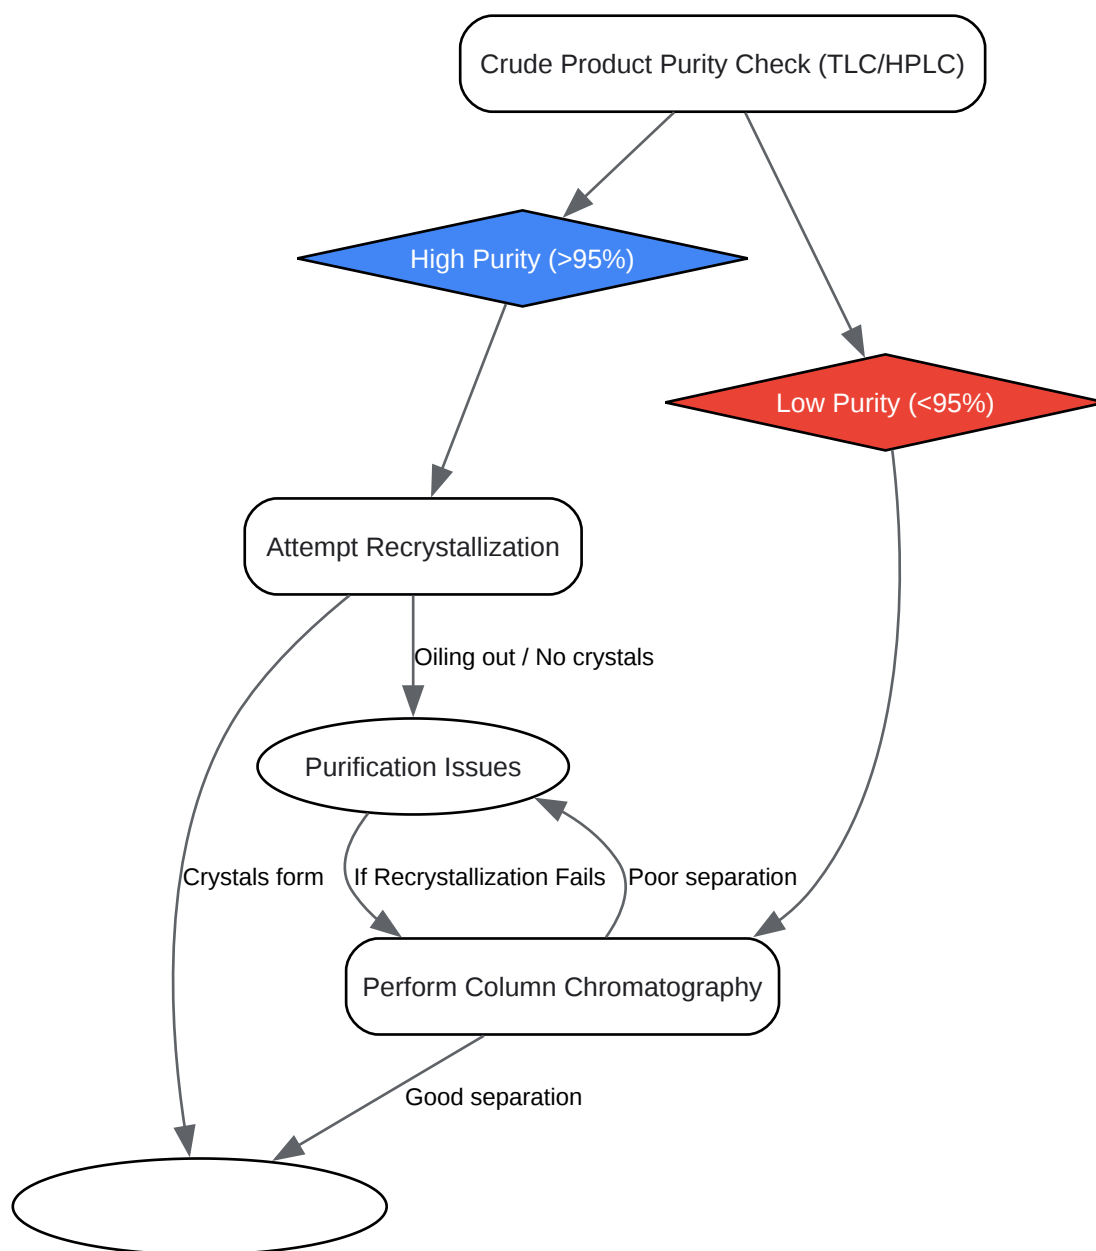 Crude Product Purity Check (TLC/HPLC)
High Purity (>95%)
Low Purity (<95%)
Attempt Recrystallization
Oiling out / No crystals
Purification Issues
Crystals form
If Recrystallization Fails
Poor separation
Perform Column Chromatography
Good separation